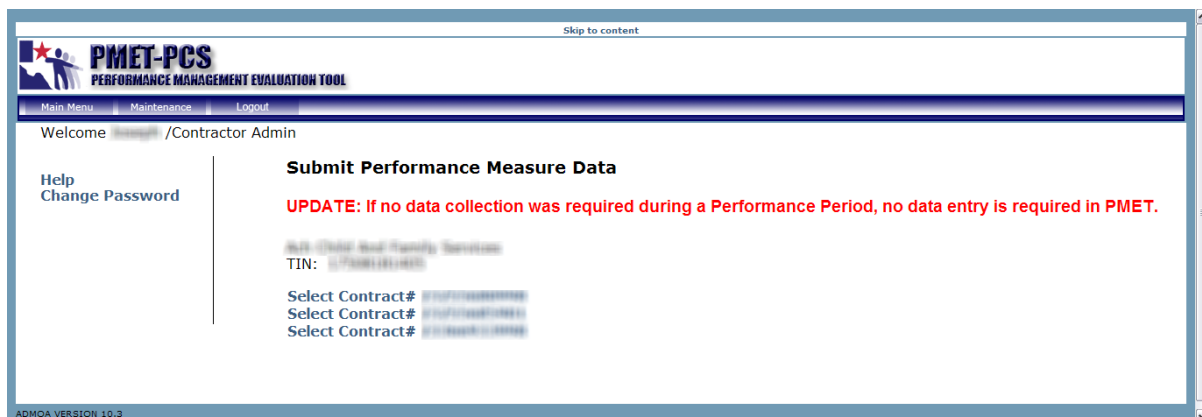 Skip to content
PMET-PCS
PERFORMANCE MANAGEMENT EVALUATION TOOL
Main Menu Maintenance Logout
Welcome /Contractor Admin
Help
Change Password
Submit Performance Measure Data
UPDATE: If no data collection was required during a Performance Period, no data entry is required in PMET.
TIN:
Select Contract#
Select Contract#
Select Contract#
ADMOA VERSION 10.3